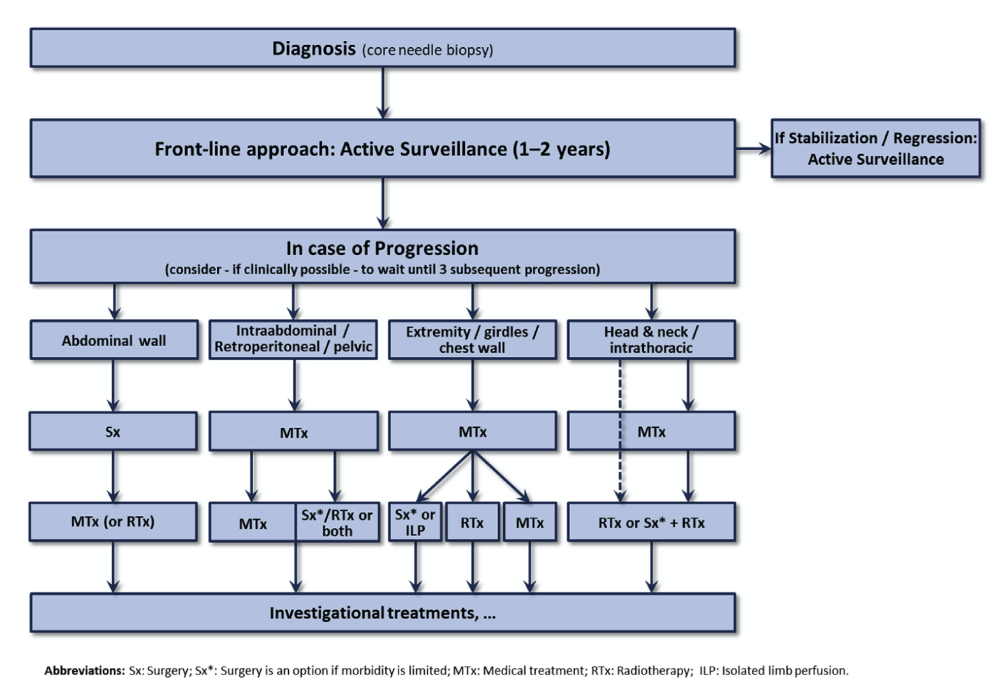 Diagnosis (core needle biopsy)
Front-line approach: Active Surveillance (1–2 years)
If Stabilization / Regression:
Active Surveillance
In case of Progression
(consider - if clinically possible - to wait until 3 subsequent progression)
Abdominal wall
Intraabdominal /
Retroperitoneal / pelvic
Extremity / girdles /
chest wall
Head & neck /
intrathoracic
Sx
MTx
MTx
MTx
MTx (or RTx)
MTx
Sx*/RTx or
both
Sx* or
ILP
RTx
MTx
RTx or Sx* + RTx
Investigational treatments, ...
Abbreviations: Sx: Surgery; Sx*: Surgery is an option if morbidity is limited; MTx: Medical treatment; RTx: Radiotherapy; ILP: Isolated limb perfusion.